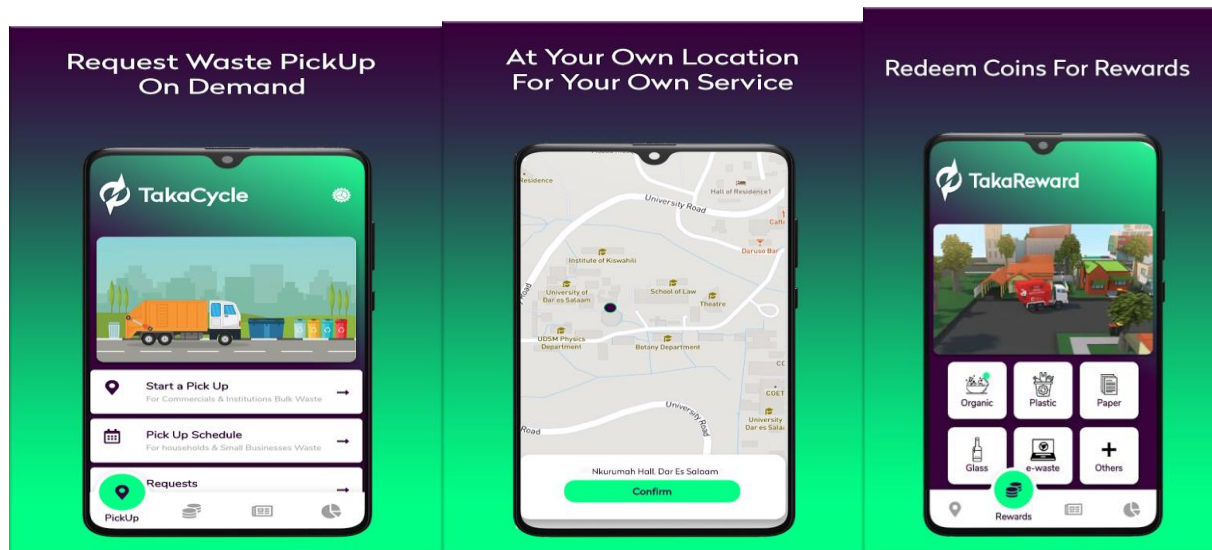 Request Waste PickUp
On Demand
TakaCycle
Start a Pick Up
For Commercials & Institutions Bulk Waste
Pick Up Schedule
For households & Small Businesses Waste
Requests
PickUp
At Your Own Location
For Your Own Service
Residence
Hall of Residence1
University Road
Daruso Bar
Institute of Kiswahili
University of
Dar es Salaam
School of Law
Theatre
Road
UDSM Physics
Department
Botany Department
COET
University
Dar es Salaa
University Road
Road
Nkurumah Hall, Dar Es Salaam
Confirm
Redeem Coins For Rewards
TakaReward
Organic
Plastic
Paper
Glass
e-waste
Others
Rewards